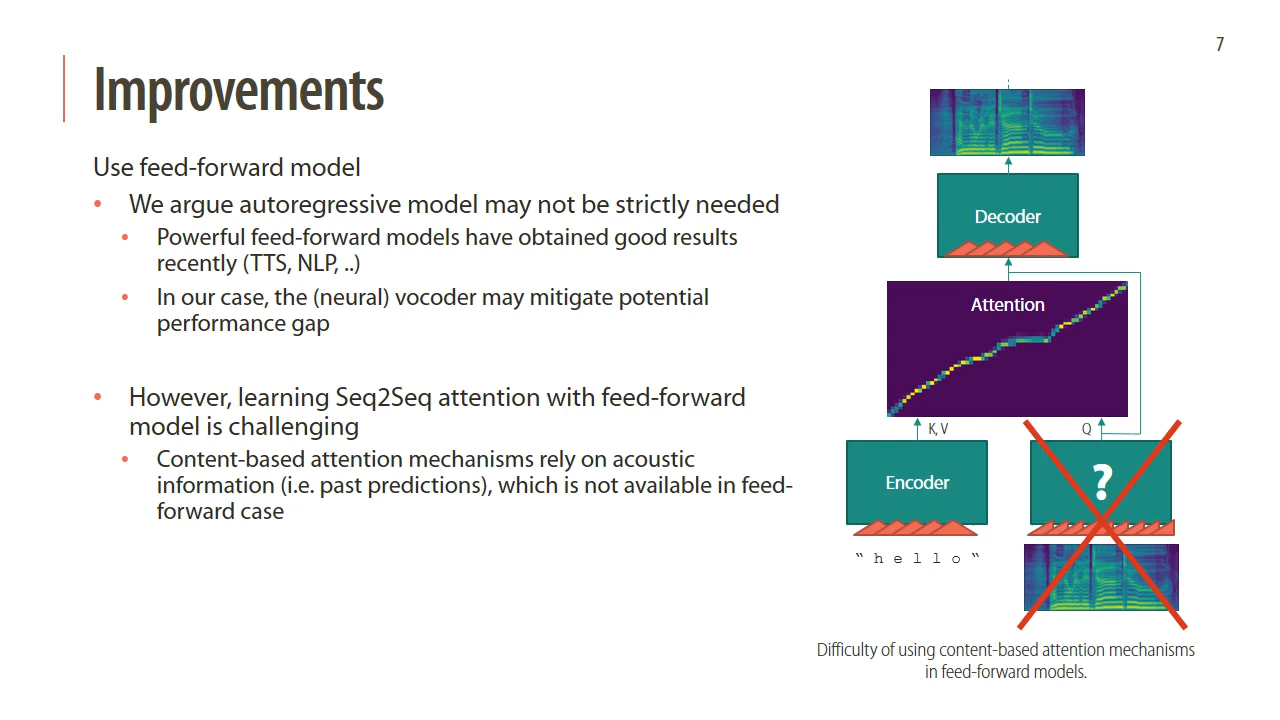 7
Improvements
Use feed-forward model
• We argue autoregressive model may not be strictly needed
• Powerful feed-forward models have obtained good results
recently (TTS, NLP, ..)
• In our case, the (neural) vocoder may mitigate potential
performance gap
• However, learning Seq2Seq attention with feed-forward
model is challenging
• Content-based attention mechanisms rely on acoustic
information (i.e. past predictions), which is not available in feed-
forward case
Decoder
Attention
K, V
Q
Encoder
?
“ h e l l o “
Difficulty of using content-based attention mechanisms
in feed-forward models.